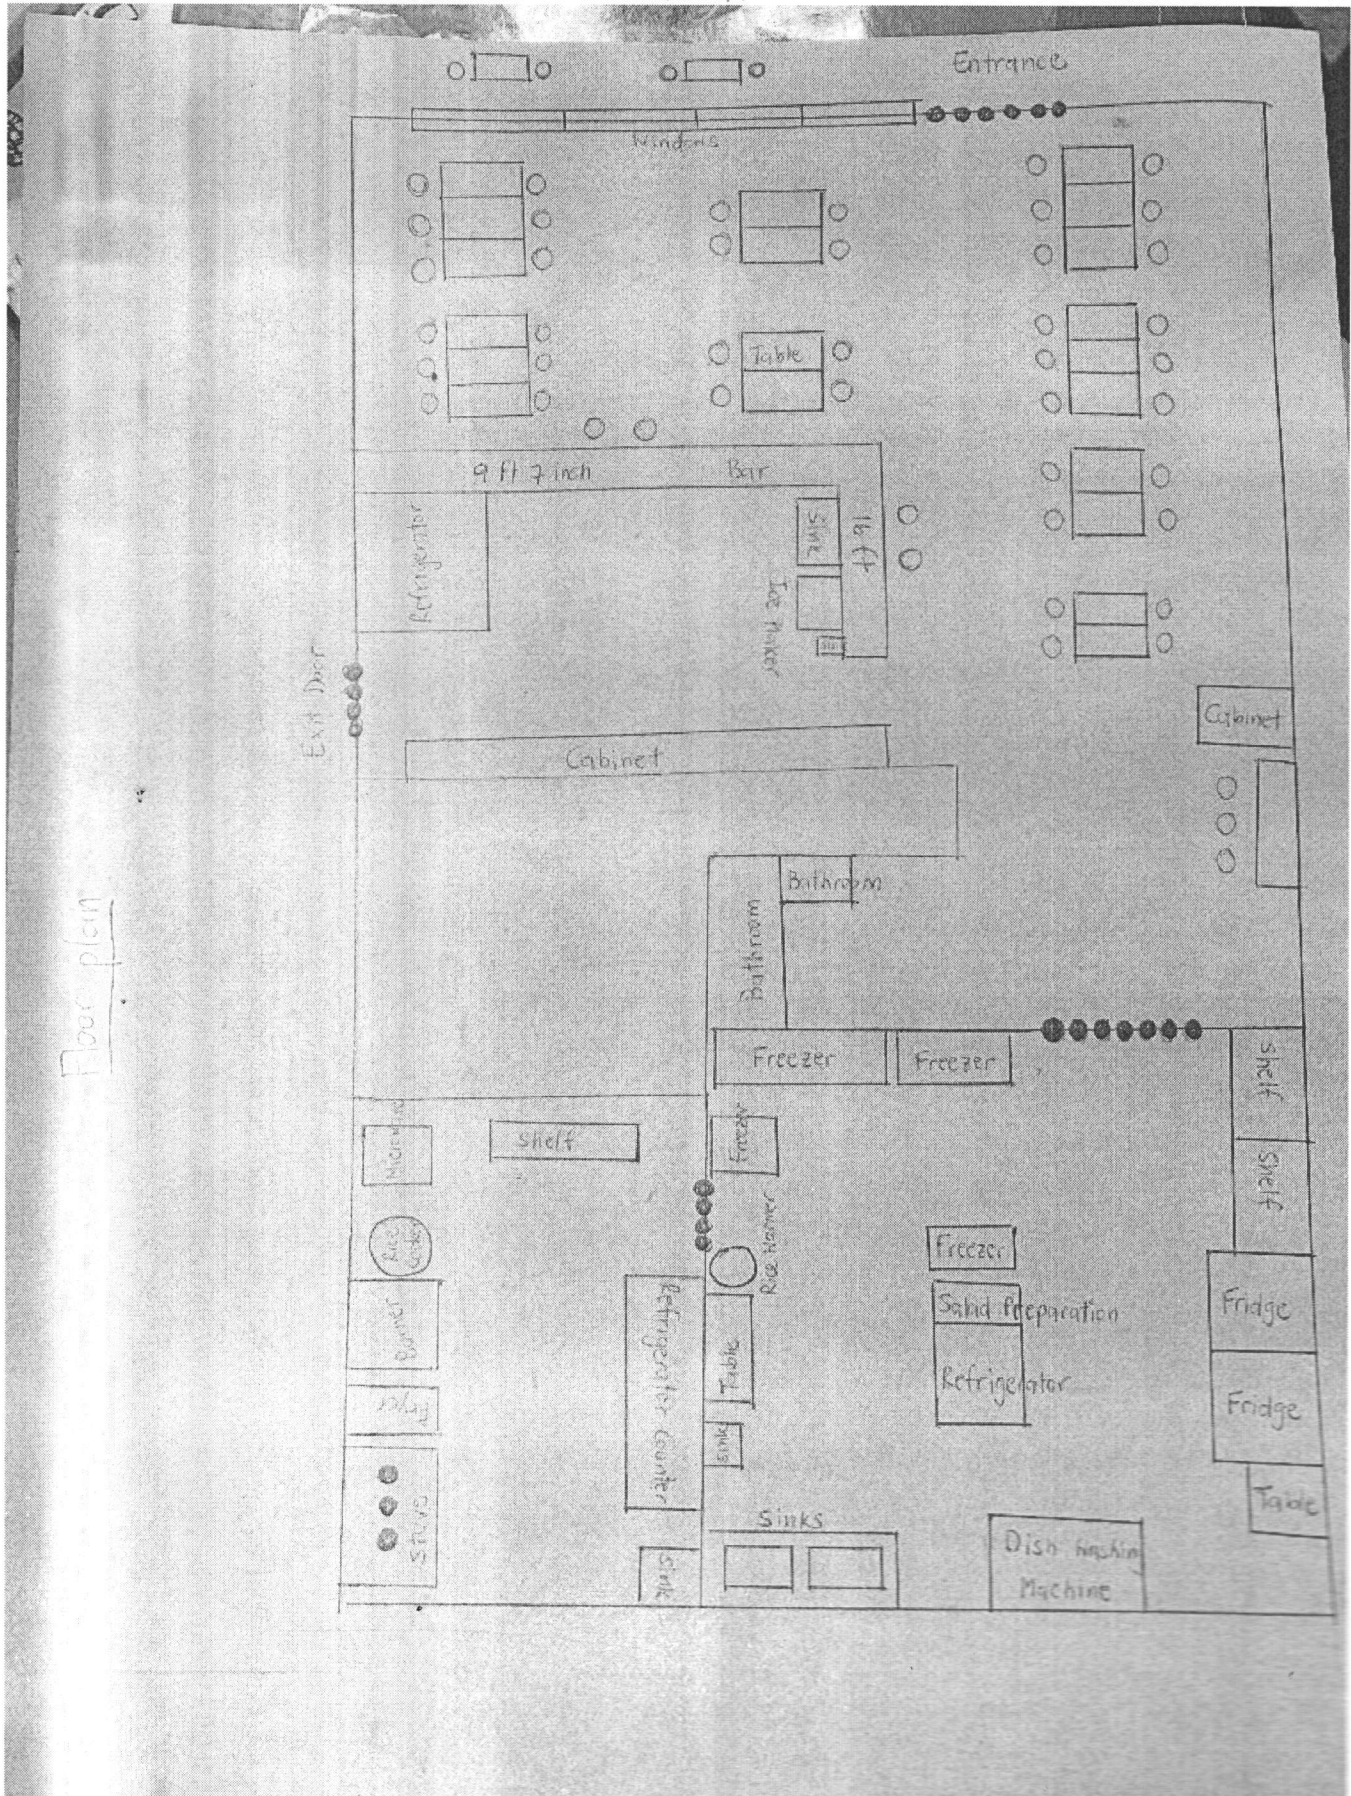 Entrance
Windows
Table
9 ft 7 inch
Bar
Refrigerator
Sink
16 ft
Ice Maker
Exit Door
Cabinet
Cabinet
Bathroom
Bathroom
Floor plan
Freezer
Freezer
Shelf
Microwave
Shelf
Freezer
Shelf
Rice
Cooker
Rice Warmer
Freezer
Burner
Refrigerator Counter
Table
Salad Preparation
Fridge
Refrigerator
Fridge
Sink
Table
Stove
Sinks
Sink
Dish Washing
Machine